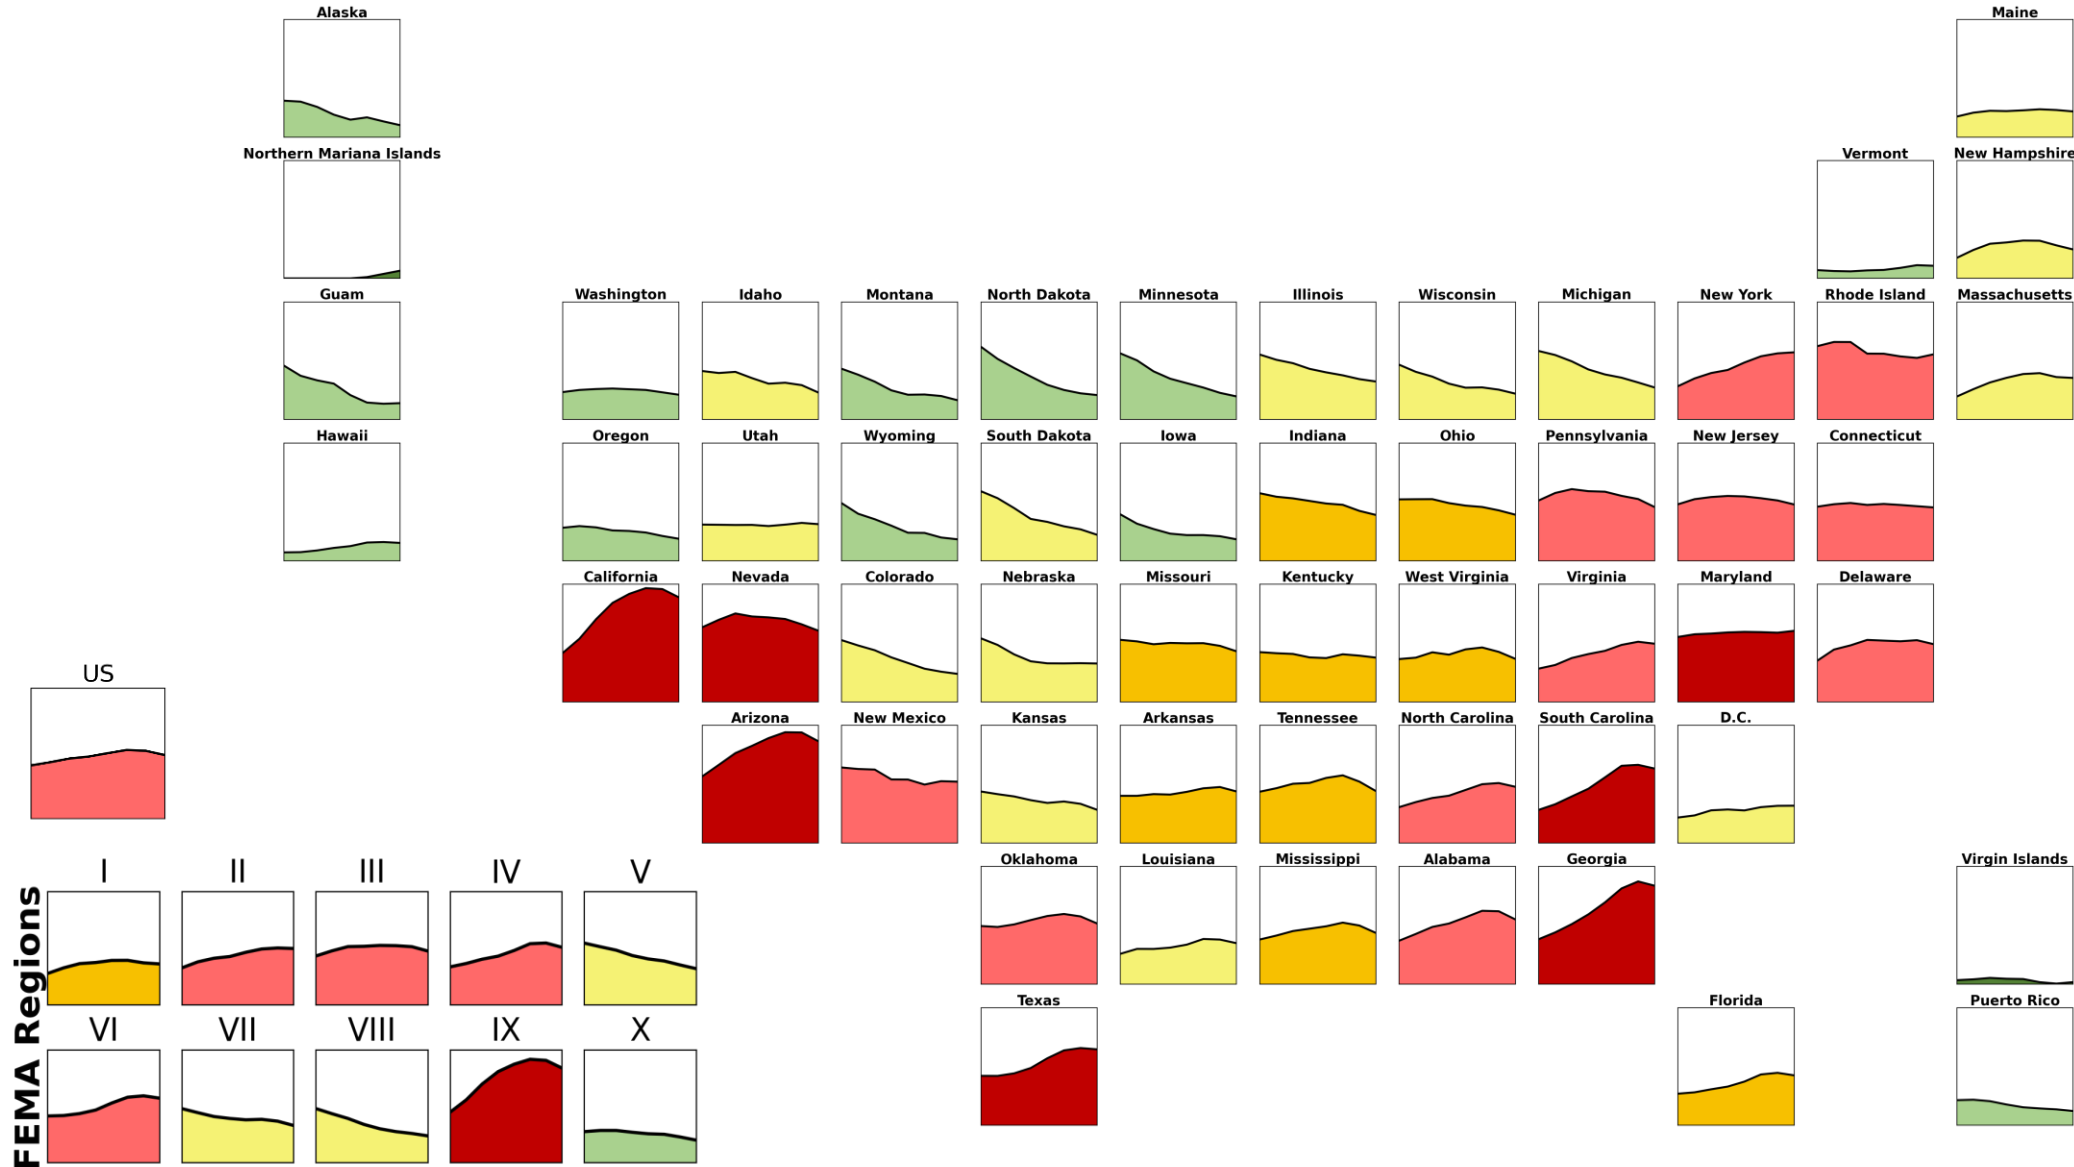 Alaska
Maine
Northern Mariana Islands
Vermont
New Hampshire
Guam
Washington
Idaho
Montana
North Dakota
Minnesota
Illinois
Wisconsin
Michigan
New York
Rhode Island
Massachusetts
Hawaii
Oregon
Utah
Wyoming
South Dakota
Iowa
Indiana
Ohio
Pennsylvania
New Jersey
Connecticut
California
Nevada
Colorado
Nebraska
Missouri
Kentucky
West Virginia
Virginia
Maryland
Delaware
US
Arizona
New Mexico
Kansas
Arkansas
Tennessee
North Carolina
South Carolina
D.C.
Oklahoma
Louisiana
Mississippi
Alabama
Georgia
Virgin Islands
Texas
Florida
Puerto Rico
FEMA Regions
I
II
III
IV
V
VI
VII
VIII
IX
X